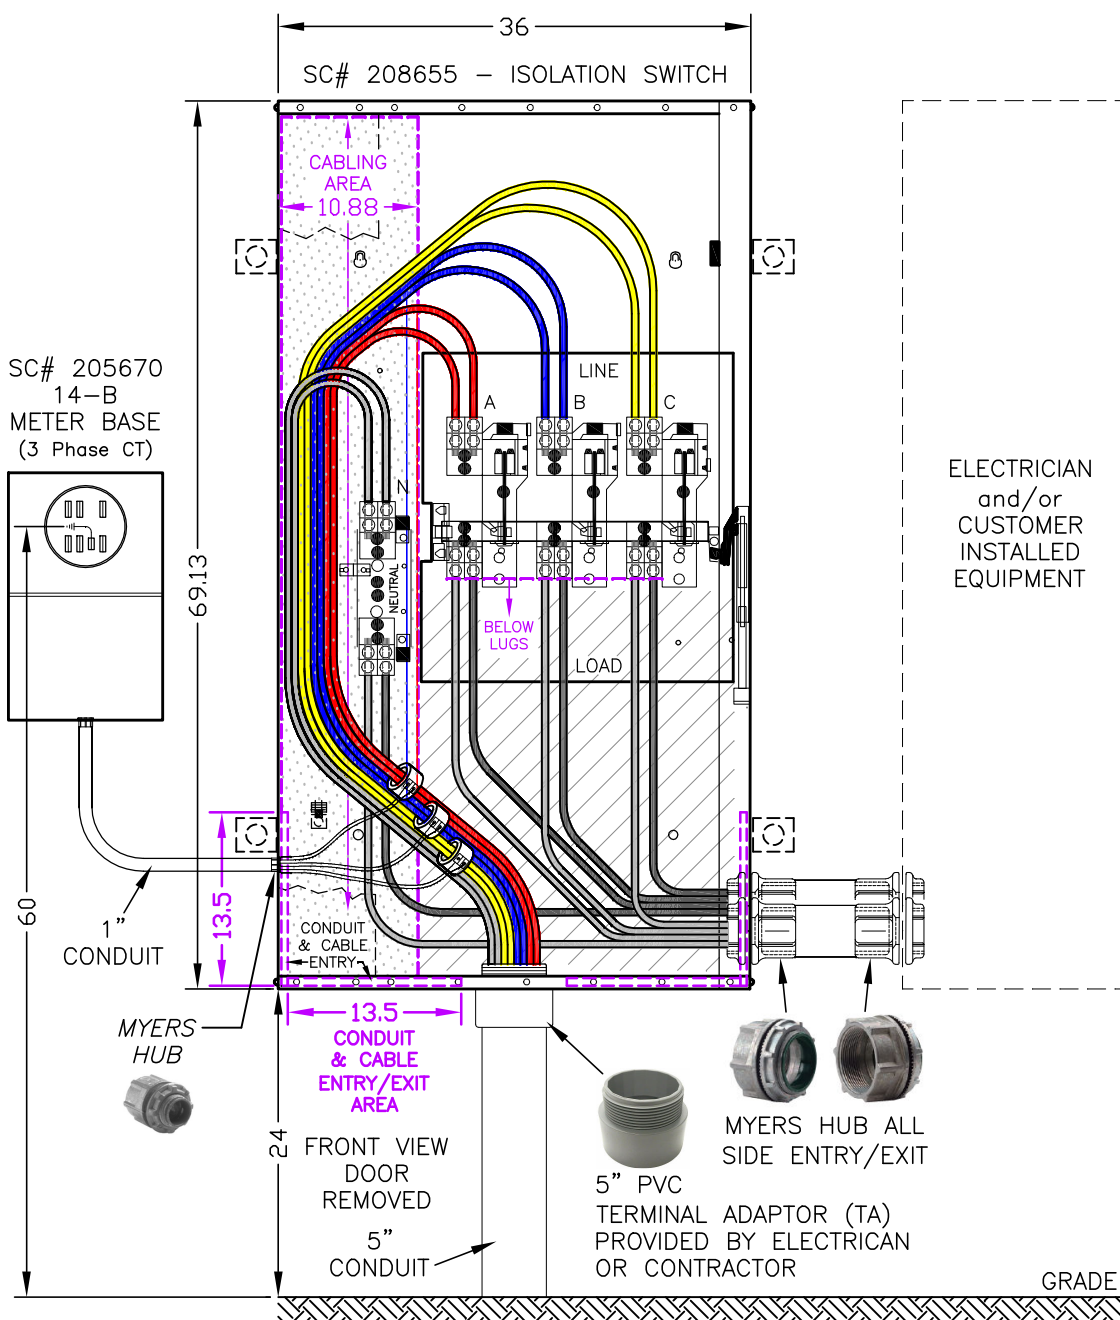 36
SC# 208655 - ISOLATION SWITCH
CABLING
AREA
10.88
SC# 205670
14-B
METER BASE
(3 Phase CT)
69.13
LINE
A
B
C
N
NEUTRAL
BELOW
LUGS
LOAD
ELECTRICIAN
and/or
CUSTOMER
INSTALLED
EQUIPMENT
60
13.5
1"
CONDUIT
CONDUIT
& CABLE
ENTRY
MYERS
HUB
13.5
CONDUIT
& CABLE
ENTRY/EXIT
AREA
24
FRONT VIEW
DOOR
REMOVED
5"
CONDUIT
MYERS HUB ALL
SIDE ENTRY/EXIT
5" PVC
TERMINAL ADAPTOR (TA)
PROVIDED BY ELECTRICAN
OR CONTRACTOR
GRADE